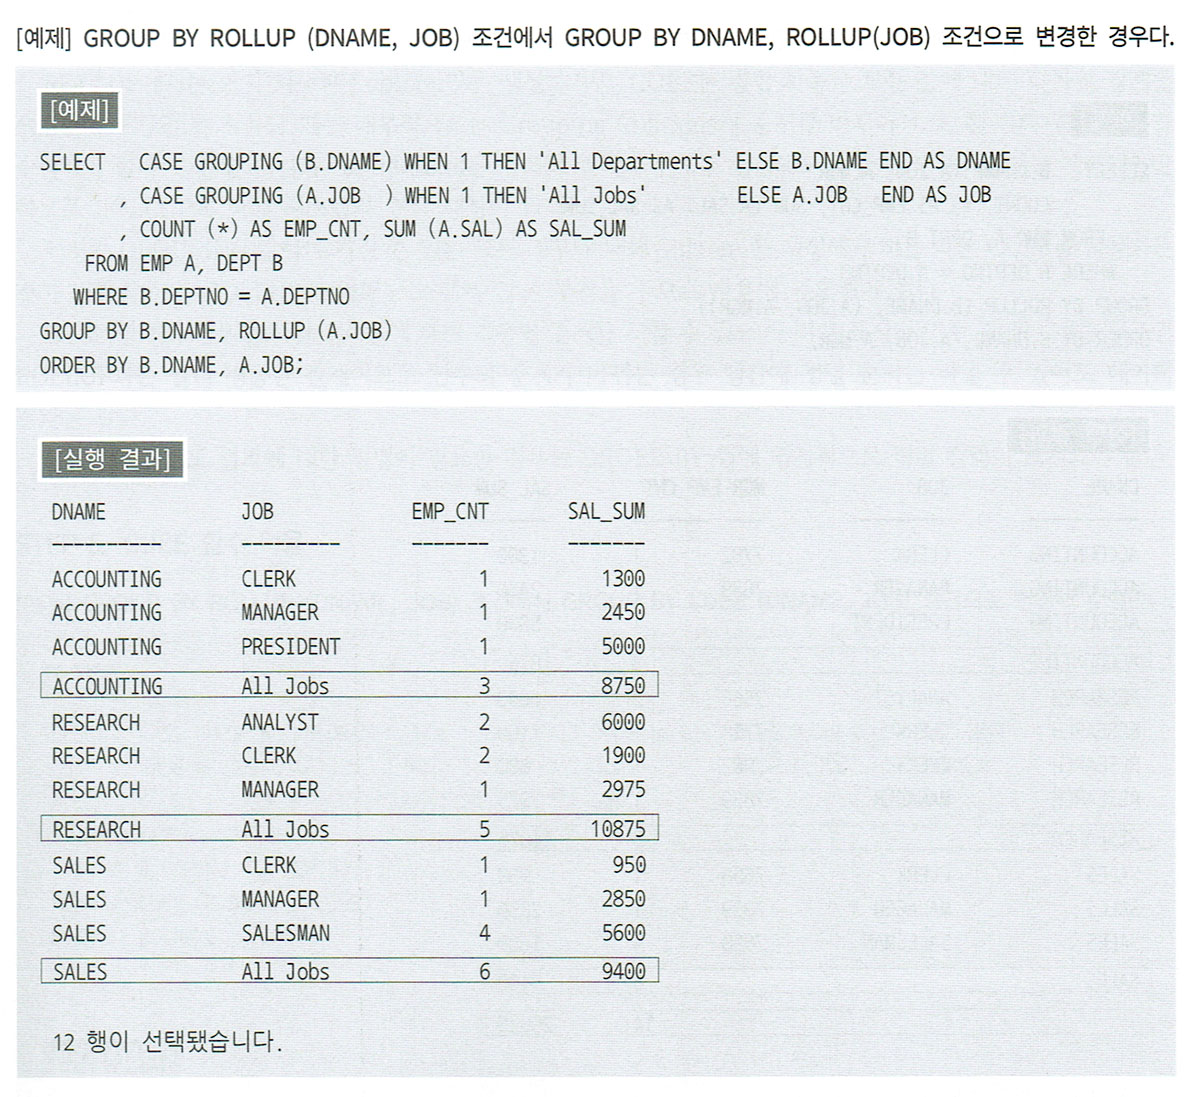 [예제] GROUP BY ROLLUP (DNAME, JOB) 조건에서 GROUP BY DNAME, ROLLUP(JOB) 조건으로 변경한 경우다.
[예제]
SELECT CASE GROUPING (B.DNAME) WHEN 1 THEN 'All Departments' ELSE B.DNAME END AS DNAME
, CASE GROUPING (A.JOB ) WHEN 1 THEN 'All Jobs' ELSE A.JOB END AS JOB
, COUNT (*) AS EMP_CNT, SUM (A.SAL) AS SAL_SUM
FROM EMP A, DEPT B
WHERE B.DEPTNO = A.DEPTNO
GROUP BY B.DNAME, ROLLUP (A.JOB)
ORDER BY B.DNAME, A.JOB;
[실행 결과]
DNAME JOB EMP_CNT SAL_SUM
---------- --------- ------- -------
ACCOUNTING CLERK 1 1300
ACCOUNTING MANAGER 1 2450
ACCOUNTING PRESIDENT 1 5000
ACCOUNTING All Jobs 3 8750
RESEARCH ANALYST 2 6000
RESEARCH CLERK 2 1900
RESEARCH MANAGER 1 2975
RESEARCH All Jobs 5 10875
SALES CLERK 1 950
SALES MANAGER 1 2850
SALES SALESMAN 4 5600
SALES All Jobs 6 9400
12 행이 선택됐습니다.